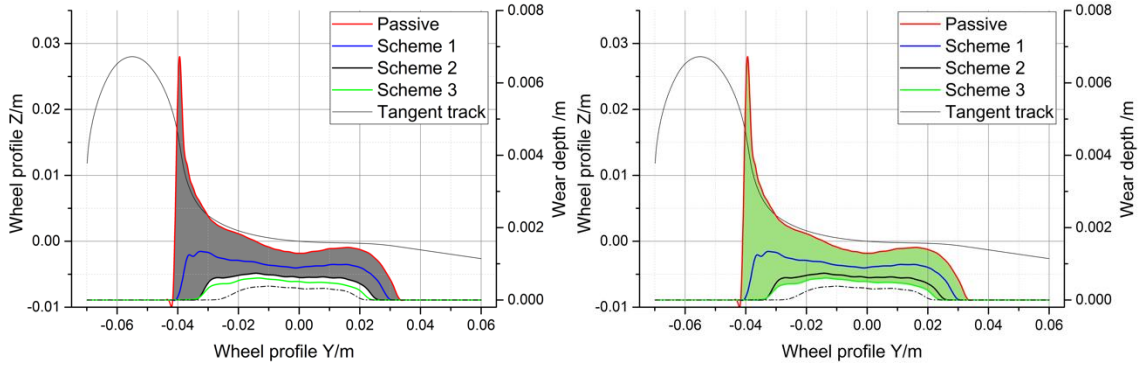 Passive
Scheme 1
Scheme 2
Scheme 3
Tangent track
0.03
0.02
0.01
0.00
-0.01
Wheel profile Z/m
0.008
0.006
0.004
0.002
0.000
Wear depth /m
-0.06 -0.04 -0.02 0.00 0.02 0.04 0.06
Wheel profile Y/m
Passive
Scheme 1
Scheme 2
Scheme 3
Tangent track
0.03
0.02
0.01
0.00
-0.01
Wheel profile Z/m
0.008
0.006
0.004
0.002
0.000
Wear depth /m
-0.06 -0.04 -0.02 0.00 0.02 0.04 0.06
Wheel profile Y/m